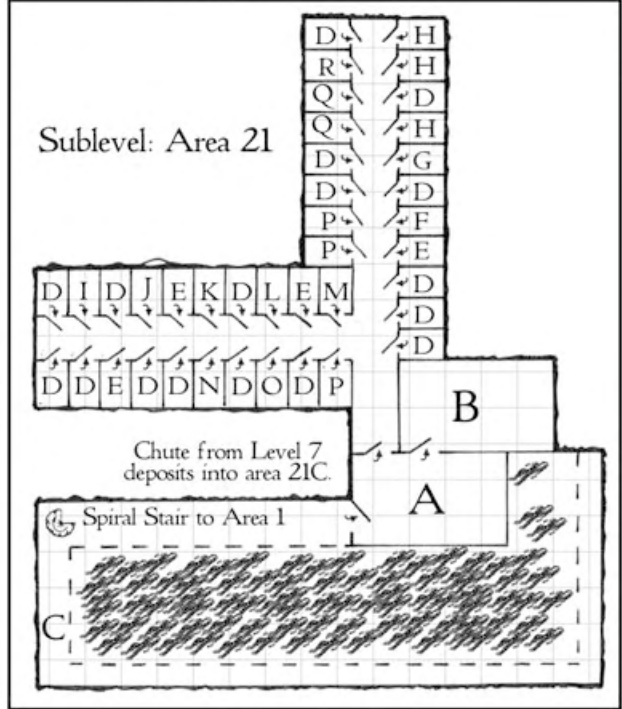 D H
R H
Q D
Sublevel: Area 21
Q H
D G
D D
P F
P E
D I D J E K D L E M
D
D
D
D D E D D N D O D P
B
Chute from Level 7
deposits into area 21C.
A
Spiral Stair to Area 1
C